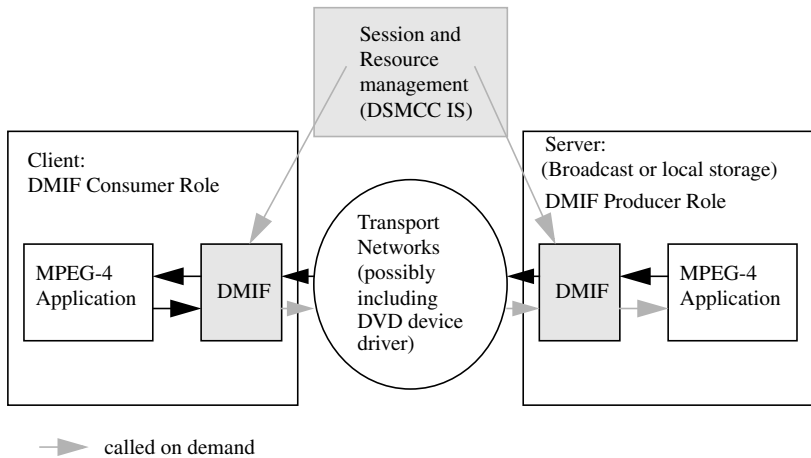 Session and
Resource
management
(DSMCC IS)
Client:
DMIF Consumer Role
Server:
(Broadcast or local storage)
DMIF Producer Role
MPEG-4
Application
DMIF
Transport
Networks
(possibly
including
DVD device
driver)
DMIF
MPEG-4
Application
called on demand